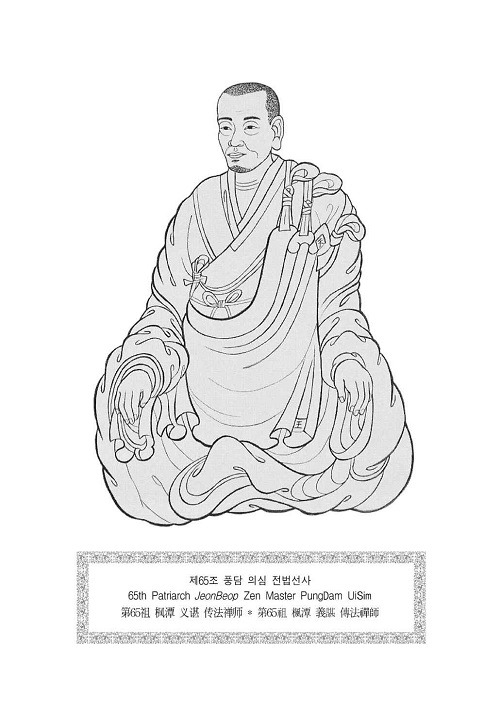 제65조 풍담 의심 전법선사
65th Patriarch JeonBeop Zen Master PungDam UiSim
第65祖 枫潭 义谌 传法禅师 * 第65祖 楓潭 義諶 傳法禪師